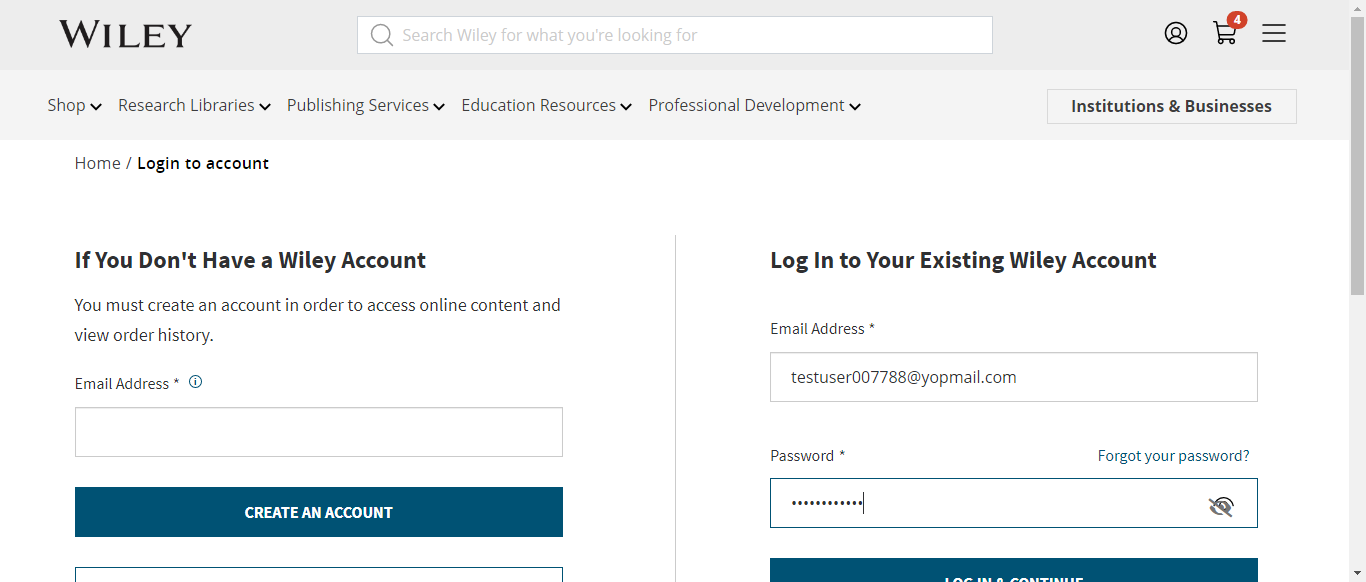 WILEY
Search Wiley for what you're looking for
4
Shop Research Libraries Publishing Services Education Resources Professional Development
Institutions & Businesses
Home / Login to account
If You Don't Have a Wiley Account
You must create an account in order to access online content and
view order history.
Email Address *
CREATE AN ACCOUNT
Log In to Your Existing Wiley Account
Email Address *
testuser007788@yopmail.com
Password * Forgot your password?
••••••••••••
LOG IN & CONTINUE